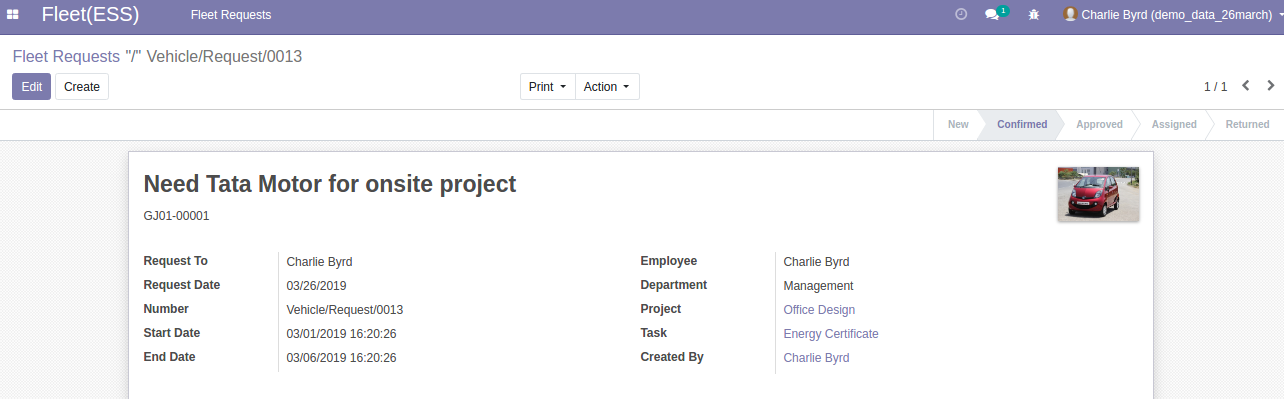 Fleet(ESS) Fleet Requests 1 Charlie Byrd (demo_data_26march)
Fleet Requests "/" Vehicle/Request/0013
Edit Create Print Action 1 / 1
New Confirmed Approved Assigned Returned
Need Tata Motor for onsite project
GJ01-00001
Request To Charlie Byrd Employee Charlie Byrd
Request Date 03/26/2019 Department Management
Number Vehicle/Request/0013 Project Office Design
Start Date 03/01/2019 16:20:26 Task Energy Certificate
End Date 03/06/2019 16:20:26 Created By Charlie Byrd